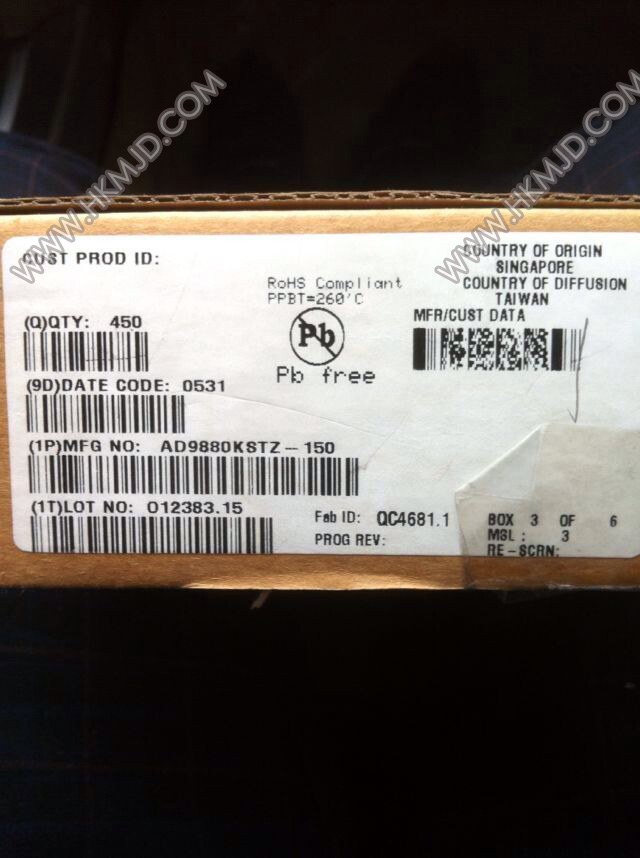 WWW.HKMJD.COM
WWW.HKMJD.COM
CUST PROD ID:
RoHS Compliant
PPBT=260'C
Pb
Pb free
COUNTRY OF ORIGIN
SINGAPORE
COUNTRY OF DIFFUSION
TAIWAN
MFR/CUST DATA
(Q)QTY: 450
(9D)DATE CODE: 0531
(1P)MFG NO: AD9880KSTZ-150
(1T)LOT NO: 012383.15
Fab ID: QC4681.1
PROG REV:
BOX 3 OF 6
MSL: 3
RE-SCRN: